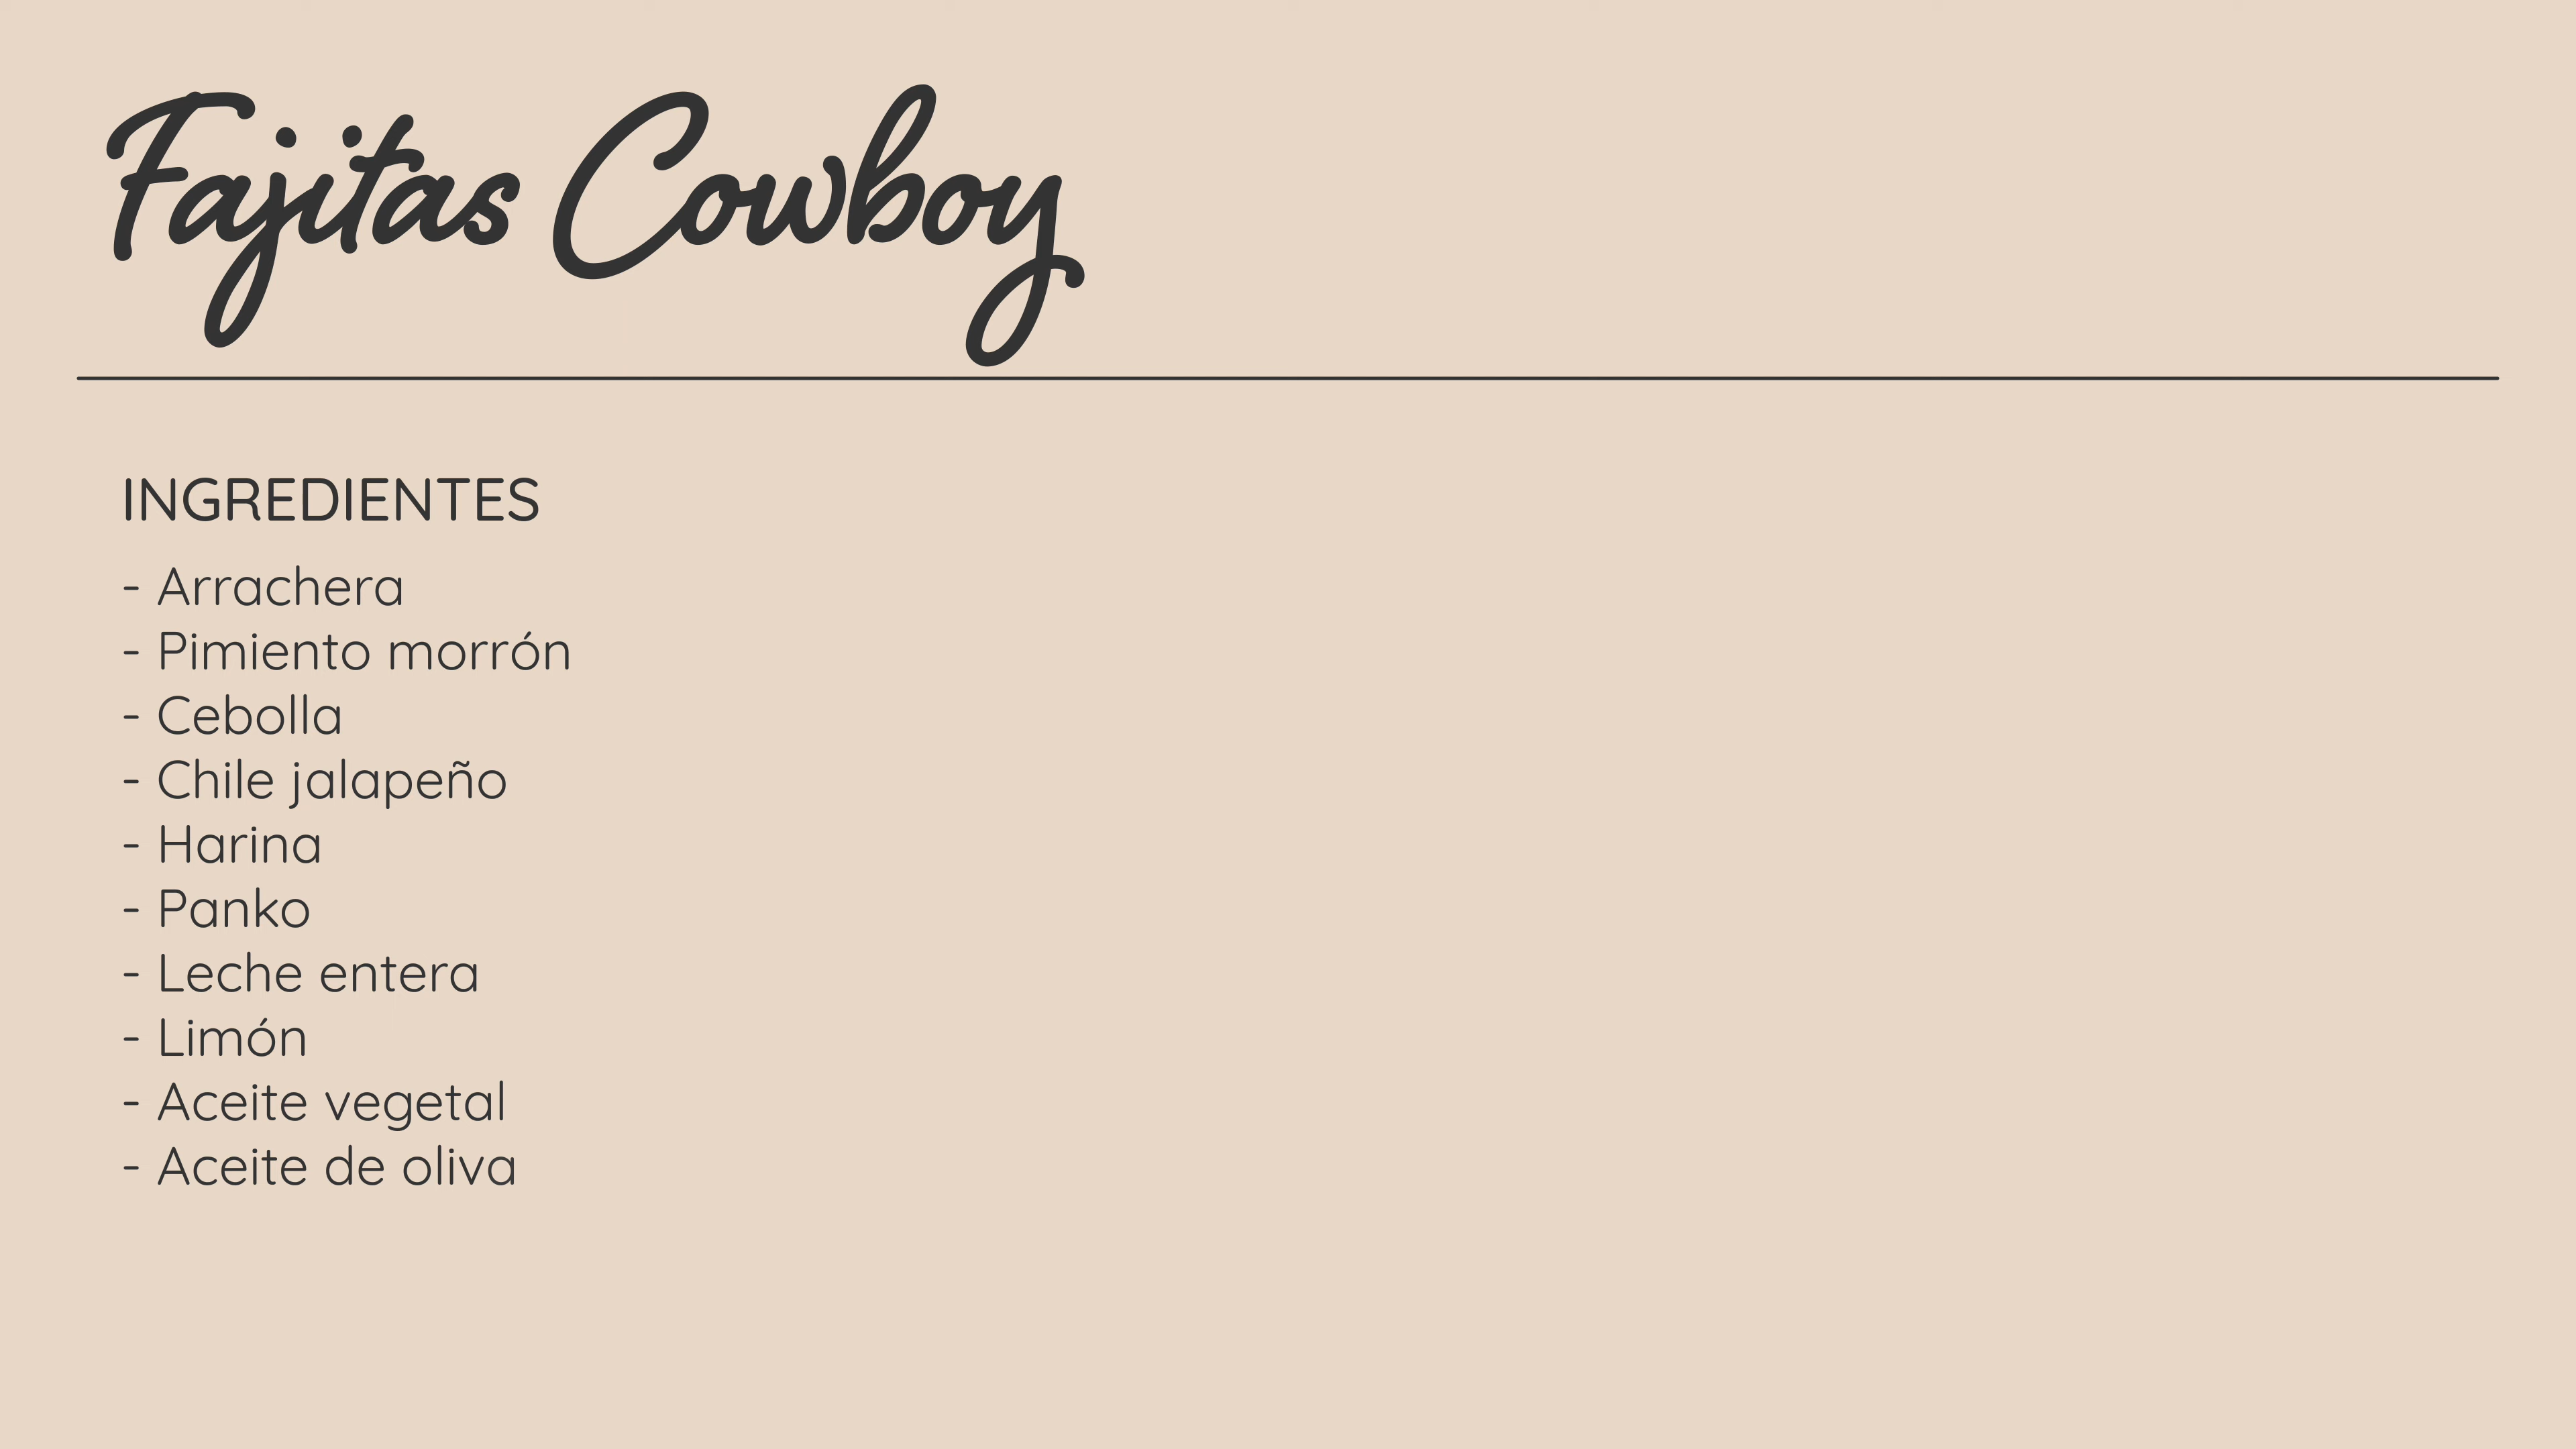 Fajitas Cowboy
INGREDIENTES
- Arrachera
- Pimiento morrón
- Cebolla
- Chile jalapeño
- Harina
- Panko
- Leche entera
- Limón
- Aceite vegetal
- Aceite de oliva